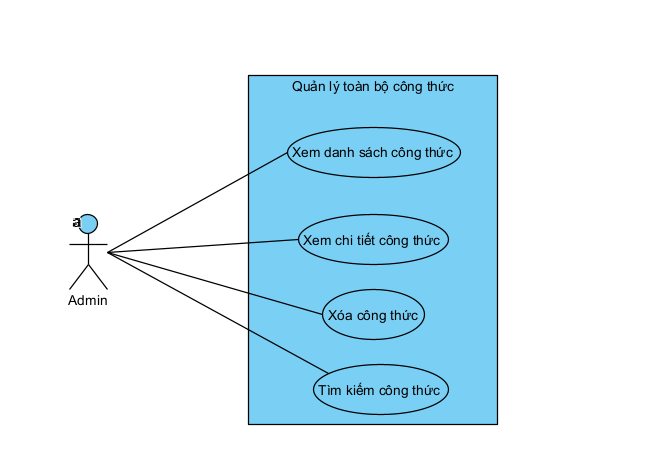 Quản lý toàn bộ công thức
Xem danh sách công thức
a
Xem chi tiết công thức
Admin
Xóa công thức
Tìm kiếm công thức